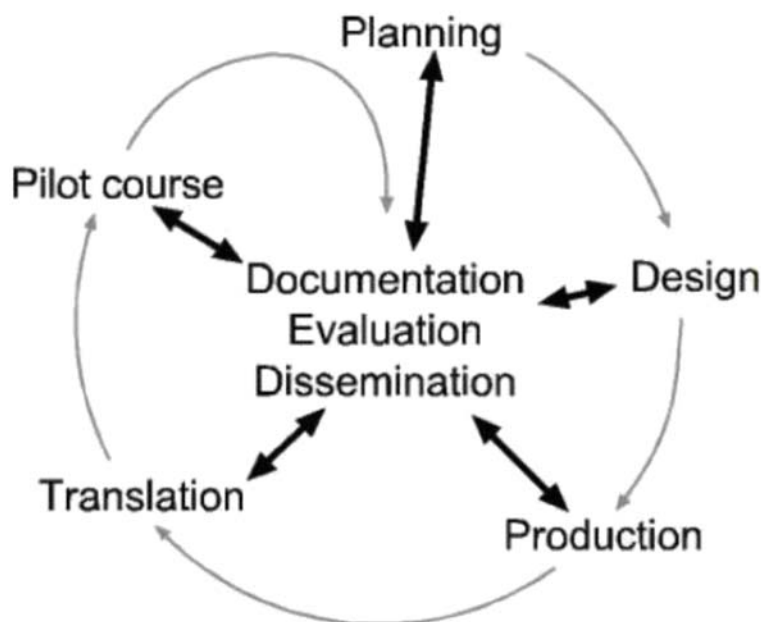 Planning
Pilot course
Documentation
Evaluation
Dissemination
Design
Translation
Production